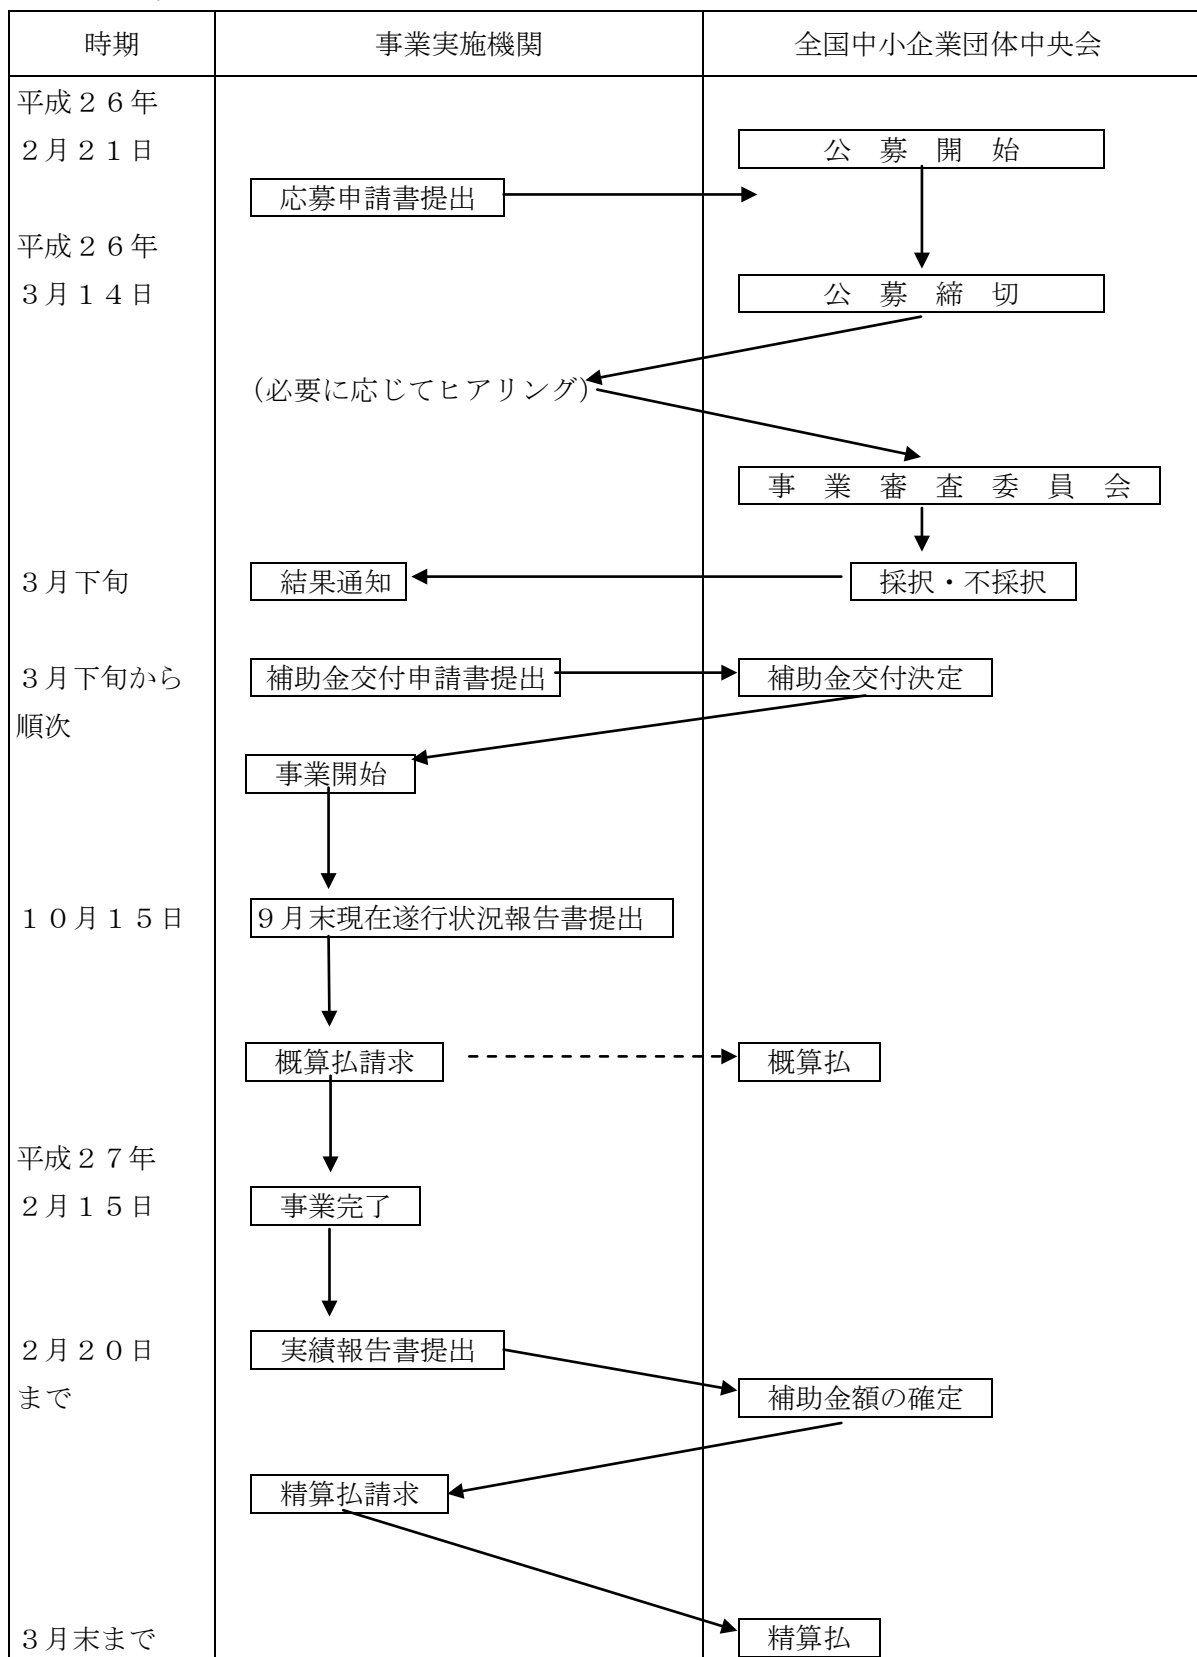 時期 事業実施機関 全国中小企業団体中央会
平成２６年
２月２１日 公 募 開 始
応募申請書提出
平成２６年
３月１４日 公 募 締 切
（必要に応じてヒアリング）
事 業 審 査 委 員 会
３月下旬 結果通知 採択・不採択
３月下旬から 補助金交付申請書提出 補助金交付決定
順次
事業開始
１０月１５日 ９月末現在遂行状況報告書提出
概算払請求 概算払
平成２７年
２月１５日 事業完了
２月２０日 実績報告書提出
まで 補助金額の確定
精算払請求
３月末まで 精算払